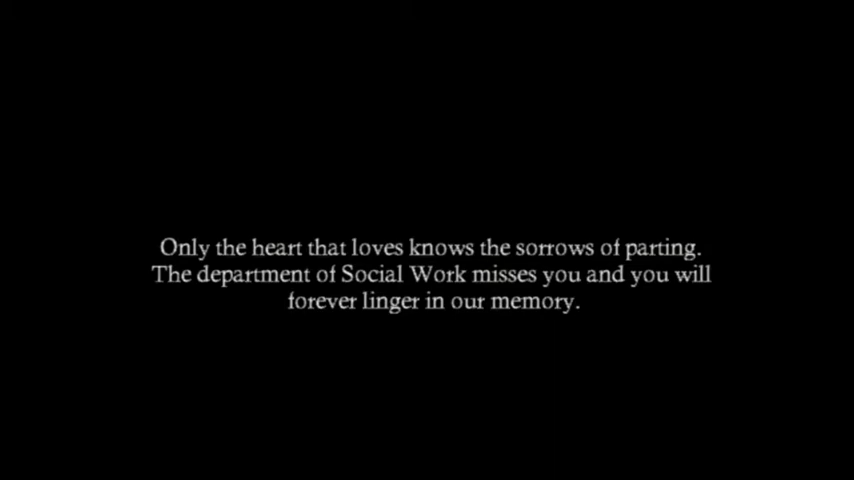 Only the heart that loves knows the sorrows of parting.
The department of Social Work misses you and you will
forever linger in our memory.